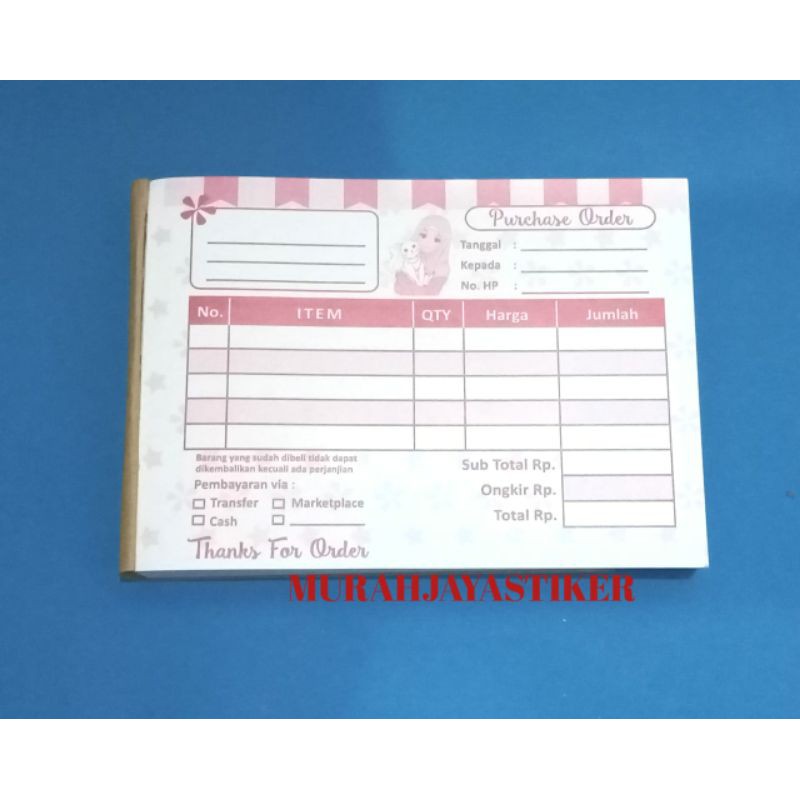 Purchase Order
Tanggal :
Kepada :
No. HP :
No. ITEM QTY Harga Jumlah
Barang yang sudah dibeli tidak dapat
dikembalikan kecuali ada perjanjian
Sub Total Rp.
Pembayaran via :
Ongkir Rp.
Transfer Marketplace
Cash
Total Rp.
Thanks For Order
MURAHJAYASTIKER